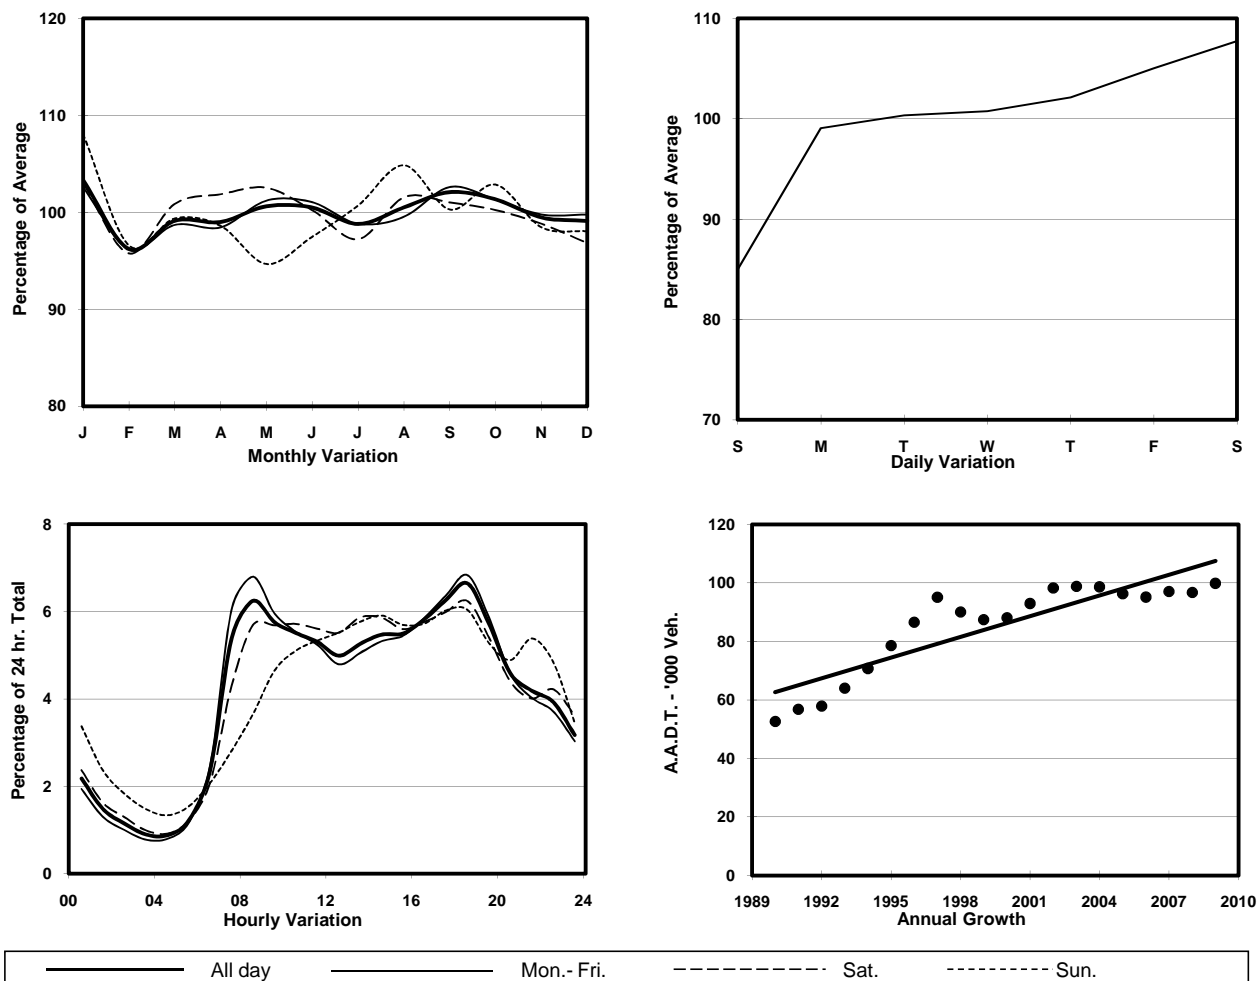 120
110
100
90
80
Percentage of Average
J F M A M J J A S O N D
Monthly Variation
110
100
90
80
70
Percentage of Average
S M T W T F S
Daily Variation
8
6
4
2
0
Percentage of 24 hr. Total
00 04 08 12 16 20 24
Hourly Variation
120
100
80
60
40
20
0
A.A.D.T. - '000 Veh.
1989 1992 1995 1998 2001 2004 2007 2010
Annual Growth
All day Mon.- Fri. Sat. Sun.